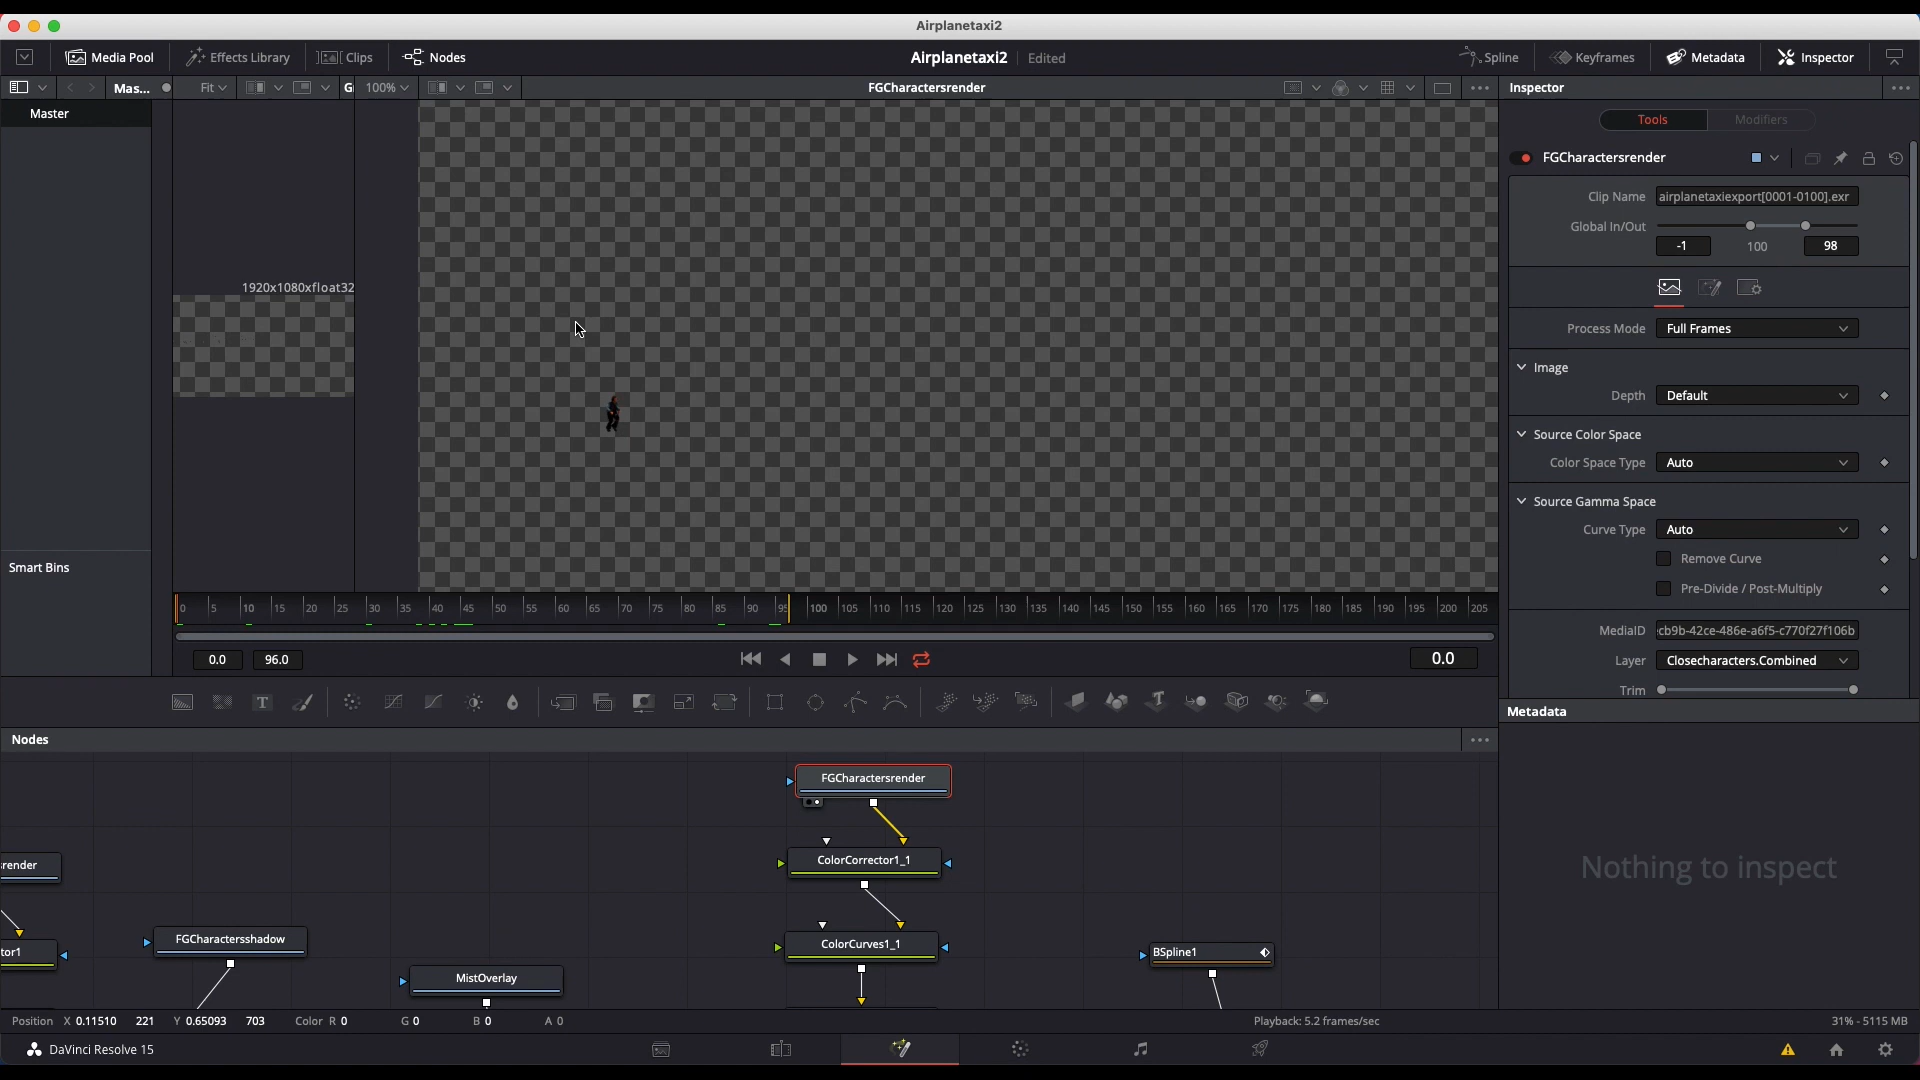 Airplanetaxi2
Media Pool
Effects Library
Clips
Nodes
Airplanetaxi2
Edited
Spline
Keyframes
Metadata
Inspector
Mas...
Fit
G
100%
FGCharactersrender
Inspector
Master
Tools
Modifiers
FGCharactersrender
Clip Name
airplanetaxiexport[0001-0100].exr
Global In/Out
-1
100
98
1920x1080xfloat32
Process Mode
Full Frames
Image
Depth
Default
Source Color Space
Color Space Type
Auto
Source Gamma Space
Curve Type
Auto
Remove Curve
Pre-Divide / Post-Multiply
Smart Bins
0 5 10 15 20 25 30 35 40 45 50 55 60 65 70 75 80 85 90 95 100 105 110 115 120 125 130 135 140 145 150 155 160 165 170 175 180 185 190 195 200 205
MediaID
cb9b-42ce-486e-a6f5-c770f27f106b
Layer
Closecharacters.Combined
Trim
0.0
96.0
0.0
Metadata
Nodes
FGCharactersrender
ColorCorrector1_1
srender
FGCharactersshadow
tor1
ColorCurves1_1
BSpline1
MistOverlay
Nothing to inspect
Position X 0.11510 221 Y 0.65093 703 Color R 0 G 0 B 0 A 0
Playback: 5.2 frames/sec
31% - 5115 MB
DaVinci Resolve 15